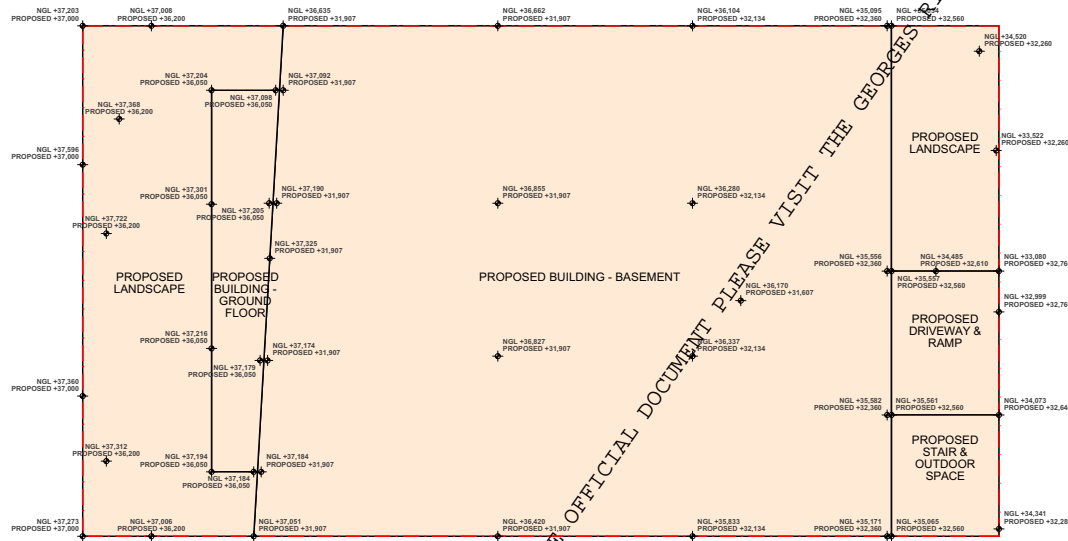 NGL +37,203
PROPOSED +37,000
NGL +37,008
PROPOSED +36,200
NGL +36,635
PROPOSED +31,907
NGL +36,662
PROPOSED +31,907
NGL +36,104
PROPOSED +32,134
NGL +35,095
PROPOSED +32,360
PROPOSED +32,560
NGL +34,520
PROPOSED +32,260
NGL +37,204
PROPOSED +36,050
NGL +37,092
PROPOSED +31,907
NGL +37,098
PROPOSED +36,050
NGL +37,368
PROPOSED +36,200
NGL +37,596
PROPOSED +37,000
NGL +33,522
PROPOSED +32,260
PROPOSED
LANDSCAPE
NGL +37,301
PROPOSED +36,050
NGL +37,190
PROPOSED +31,907
NGL +37,205
PROPOSED +36,050
NGL +36,855
PROPOSED +31,907
NGL +36,280
PROPOSED +32,134
NGL +37,722
PROPOSED +36,200
NGL +37,325
PROPOSED +31,907
PROPOSED
LANDSCAPE
PROPOSED
BUILDING -
GROUND
FLOOR
PROPOSED BUILDING - BASEMENT
NGL +35,556
PROPOSED +32,360
NGL +34,485
PROPOSED +32,610
NGL +35,557
PROPOSED +32,560
NGL +33,080
PROPOSED +32,76
NGL +36,170
PROPOSED +31,607
NGL +32,999
PROPOSED +32,76
PROPOSED
DRIVEWAY &
RAMP
NGL +37,216
PROPOSED +36,050
NGL +37,174
PROPOSED +31,907
NGL +37,179
PROPOSED +36,050
NGL +36,827
PROPOSED +31,907
NGL +36,337
PROPOSED +32,134
NGL +37,360
PROPOSED +37,000
NGL +35,582
PROPOSED +32,360
NGL +35,561
PROPOSED +32,560
NGL +34,073
PROPOSED +32,64
NGL +37,312
PROPOSED +36,200
NGL +37,194
PROPOSED +36,050
NGL +37,184
PROPOSED +31,907
NGL +37,184
PROPOSED +36,050
PROPOSED
STAIR &
OUTDOOR
SPACE
NGL +37,273
PROPOSED +37,000
NGL +37,006
PROPOSED +36,200
NGL +37,051
PROPOSED +31,907
NGL +36,420
PROPOSED +31,907
NGL +35,833
PROPOSED +32,134
NGL +35,171
PROPOSED +32,360
NGL +35,065
PROPOSED +32,560
NGL +34,341
PROPOSED +32,28
OFFICIAL DOCUMENT PLEASE VISIT THE GEORGES